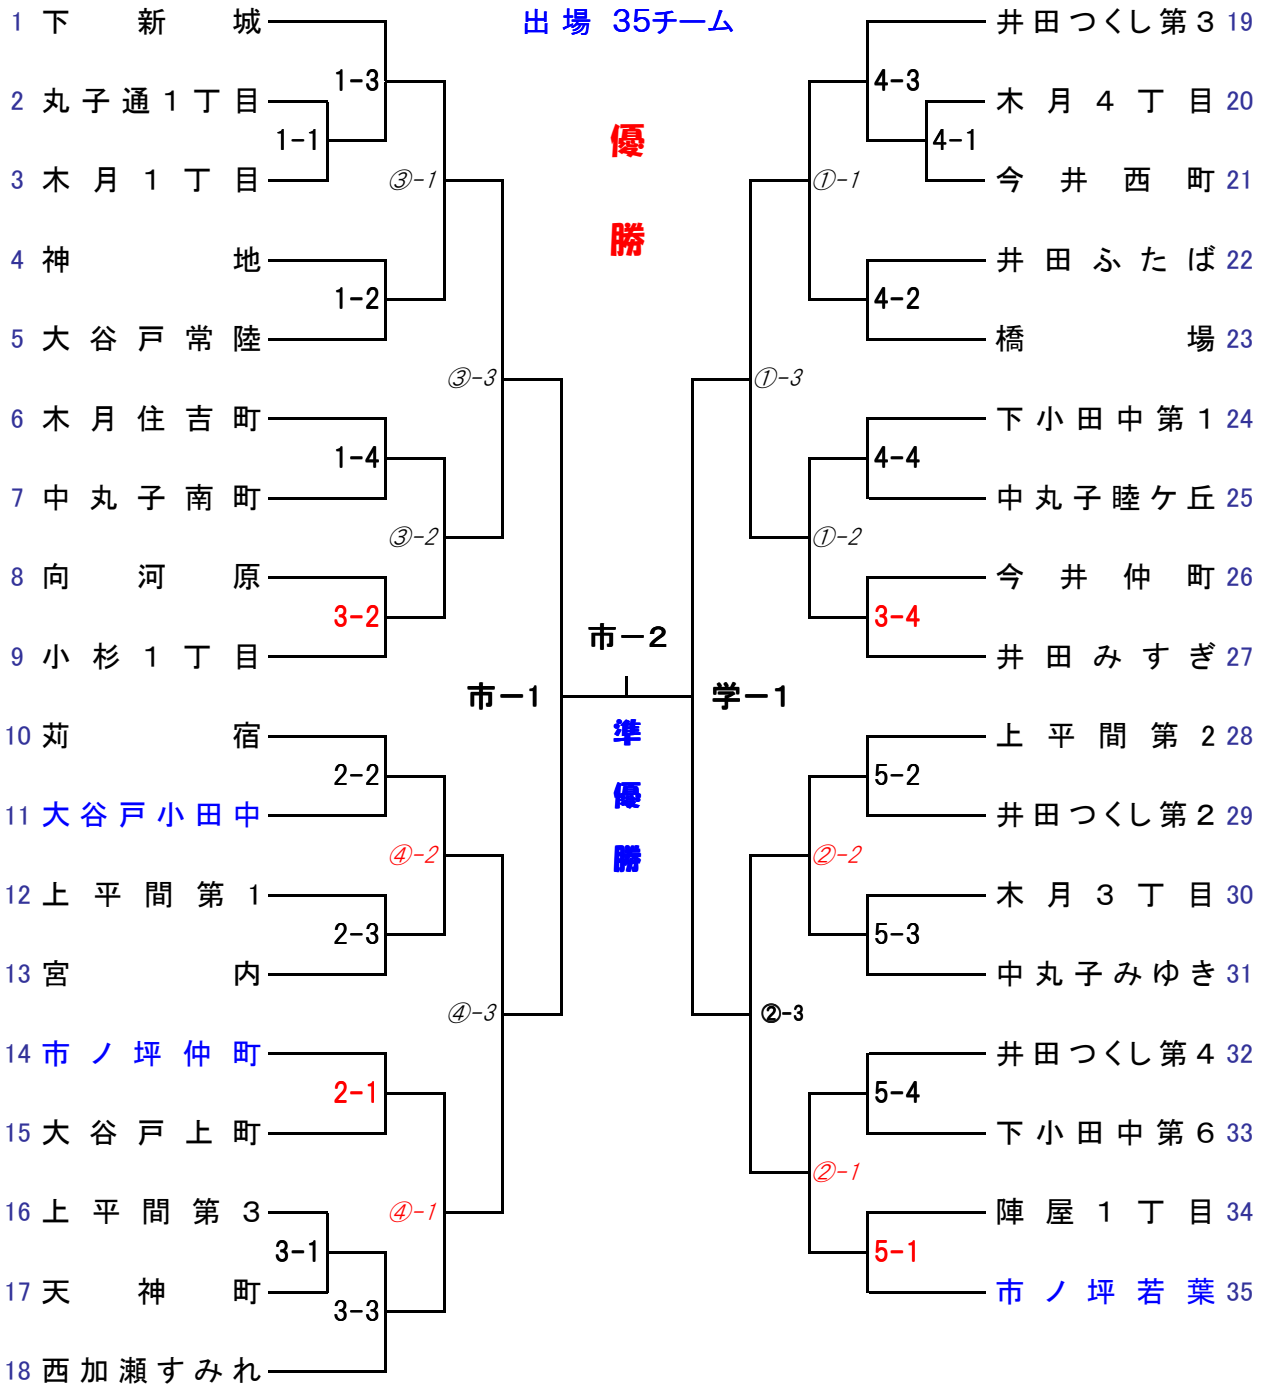 出場 35チーム
優勝
準優勝
1 下新城
2 丸子通1丁目
3 木月1丁目
4 神地
5 大谷戸常陸
6 木月住吉町
7 中丸子南町
8 向河原
9 小杉1丁目
10 苅宿
11 大谷戸小田中
12 上平間第1
13 宮内
14 市ノ坪仲町
15 大谷戸上町
16 上平間第3
17 天神町
18 西加瀬すみれ
1-3
1-1
1-2
1-4
3-2
2-2
2-3
2-1
3-1
3-3
③-1
③-2
④-2
④-1
③-3
④-3
市-1
市-2
学-1
①-3
②-3
①-1
①-2
②-2
②-1
4-3
4-1
4-2
4-4
3-4
5-2
5-3
5-4
5-1
井田つくし第3 19
木月4丁目 20
今井西町 21
井田ふたば 22
橋場 23
下小田中第1 24
中丸子睦ケ丘 25
今井仲町 26
井田みすぎ 27
上平間第2 28
井田つくし第2 29
木月3丁目 30
中丸子みゆき 31
井田つくし第4 32
下小田中第6 33
陣屋1丁目 34
市ノ坪若葉 35